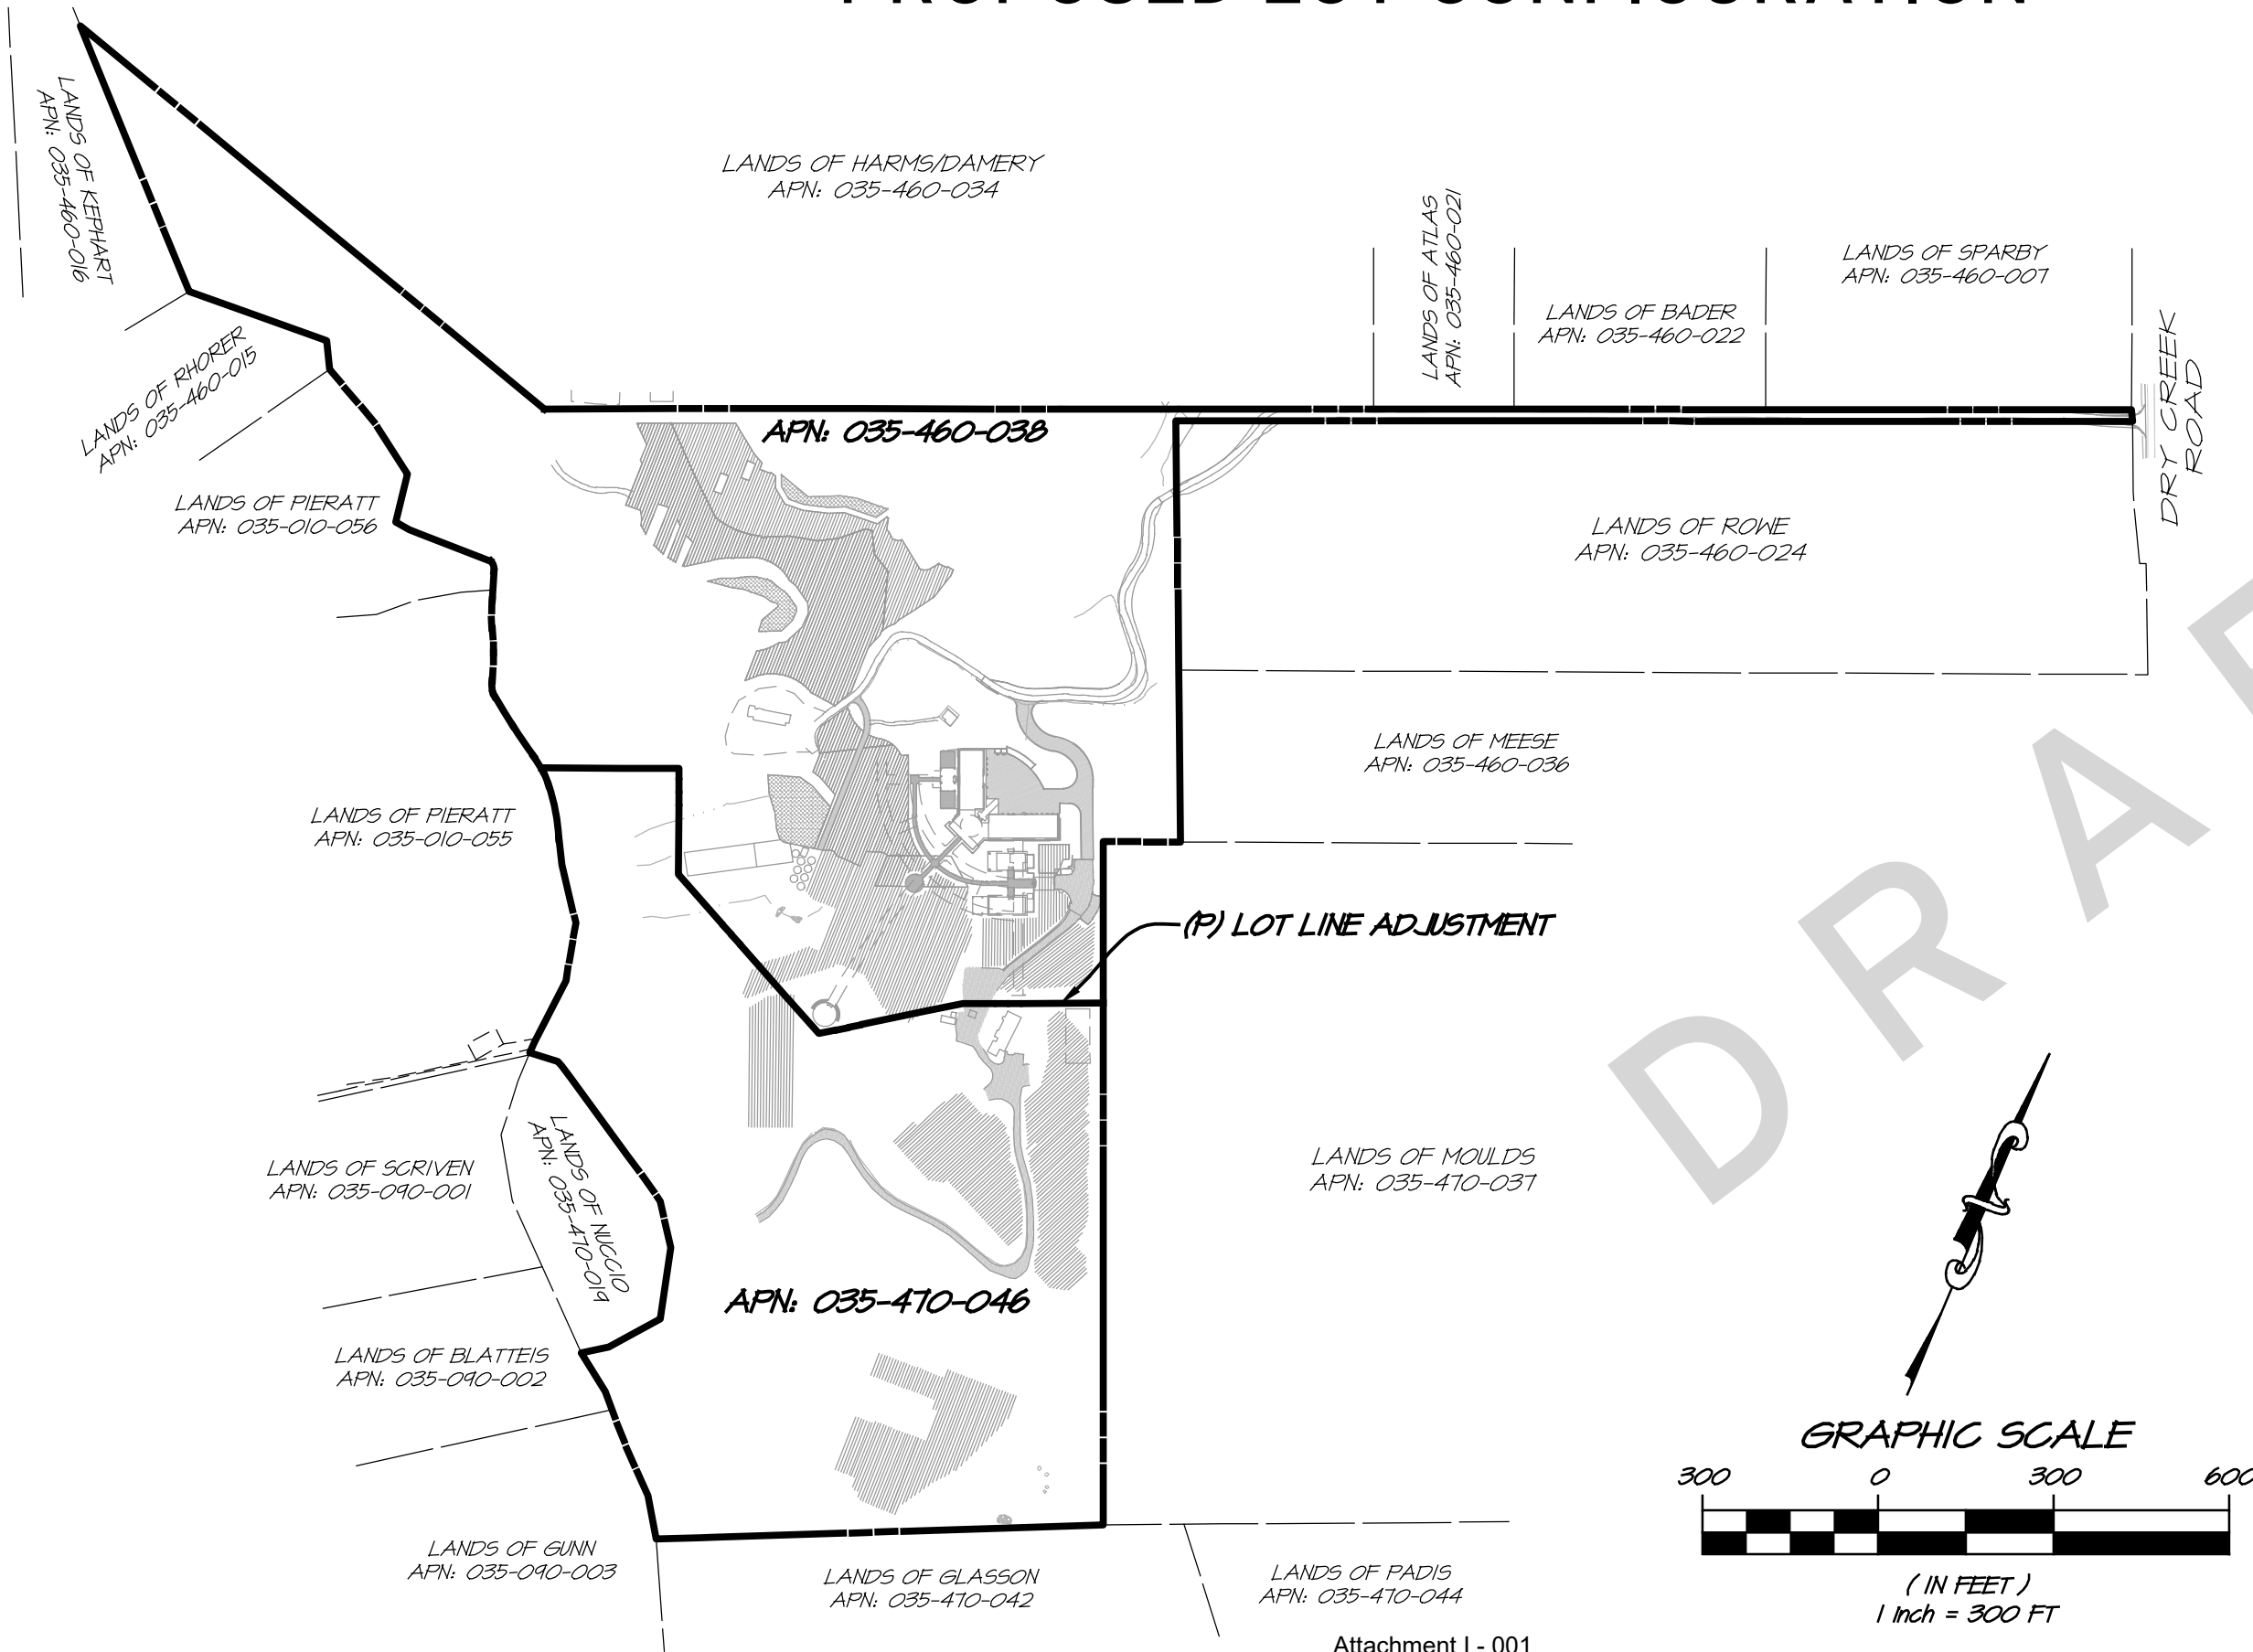 PROPOSED LOT CONFIGURATION
LANDS OF KEPHART
APN: 035-460-016
LANDS OF HARMS/DAMERY
APN: 035-460-034
LANDS OF ATLAS
APN: 035-460-021
LANDS OF SPARBY
APN: 035-460-007
LANDS OF BADER
APN: 035-460-022
DRY CREEK
ROAD
LANDS OF RHORER
APN: 035-460-015
APN: 035-460-038
LANDS OF PIERATT
APN: 035-010-056
LANDS OF ROWE
APN: 035-460-024
LANDS OF MEESE
APN: 035-460-036
LANDS OF PIERATT
APN: 035-010-055
(P) LOT LINE ADJUSTMENT
DRA
LANDS OF SCRIVEN
APN: 035-090-001
LANDS OF NUCCIO
APN: 035-470-019
LANDS OF MOULDS
APN: 035-470-037
APN: 035-470-046
LANDS OF BLATTEIS
APN: 035-090-002
GRAPHIC SCALE
300 0 300 600
LANDS OF GUNN
APN: 035-090-003
LANDS OF GLASSON
APN: 035-470-042
LANDS OF PADIS
APN: 035-470-044
( IN FEET )
1 Inch = 300 FT
Attachment I - 001